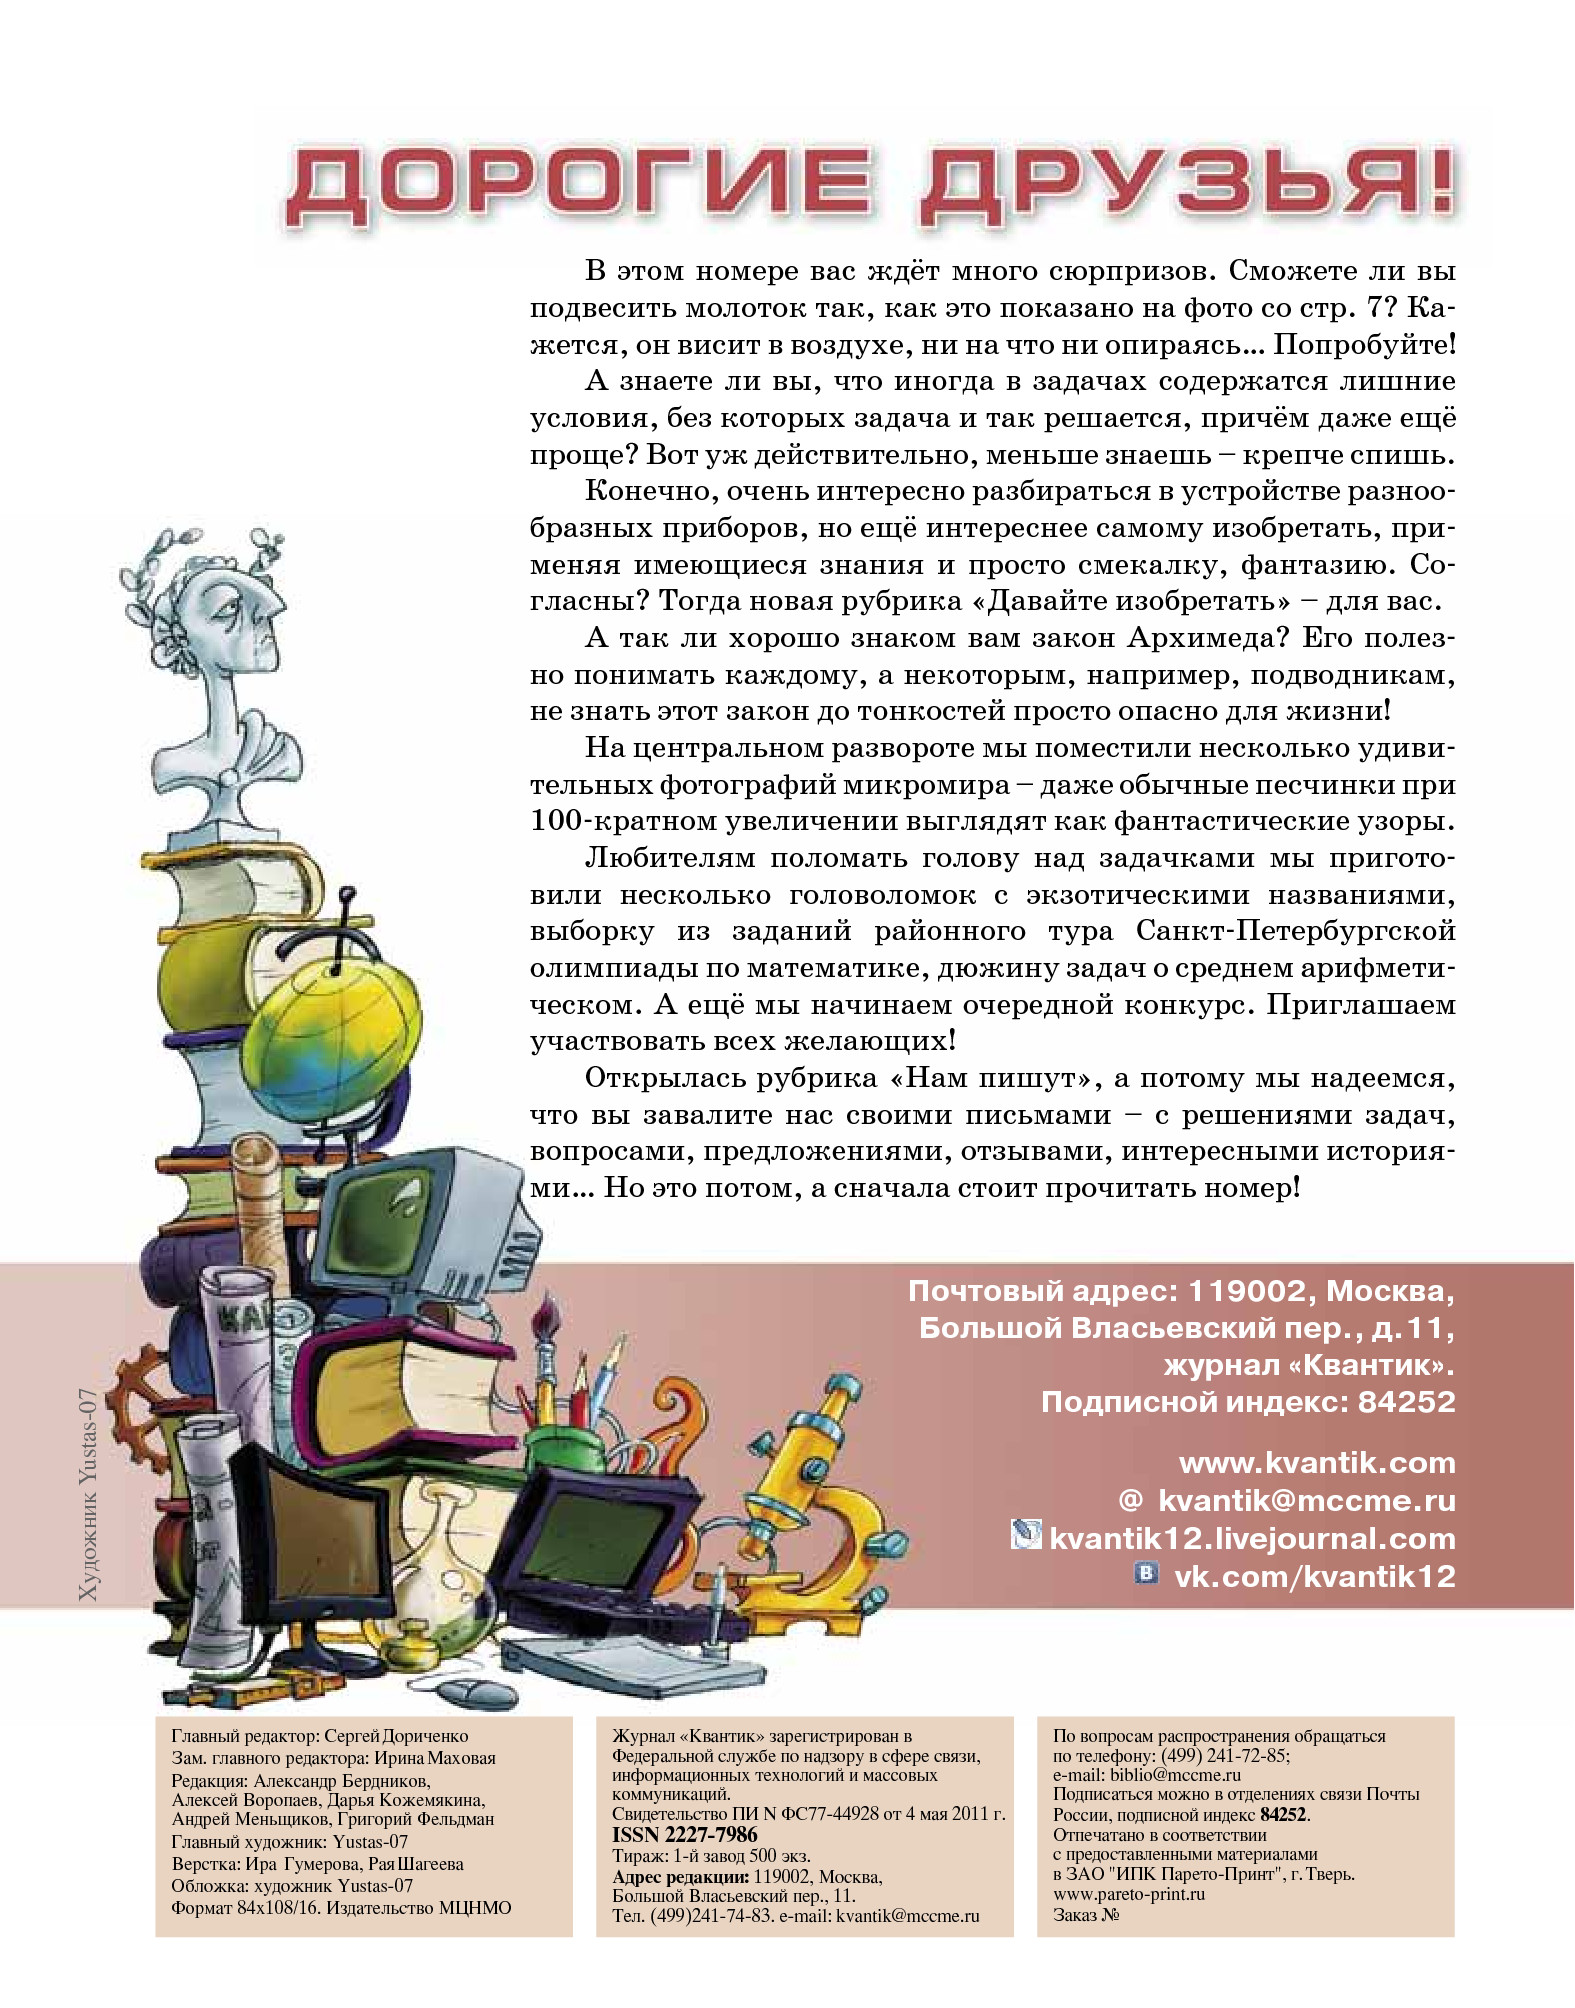 ДОРОГИЕ ДРУЗЬЯ!
В этом номере вас ждёт много сюрпризов. Сможете ли вы
подвесить молоток так, как это показано на фото со стр. 7? Ка-
жется, он висит в воздухе, ни на что ни опираясь... Попробуйте!
А знаете ли вы, что иногда в задачах содержатся лишние
условия, без которых задача и так решается, причём даже ещё
проще? Вот уж действительно, меньше знаешь – крепче спишь.
Конечно, очень интересно разбираться в устройстве разноо-
бразных приборов, но ещё интереснее самому изобретать, при-
меняя имеющиеся знания и просто смекалку, фантазию. Со-
гласны? Тогда новая рубрика «Давайте изобретать» – для вас.
А так ли хорошо знаком вам закон Архимеда? Его полез-
но понимать каждому, а некоторым, например, подводникам,
не знать этот закон до тонкостей просто опасно для жизни!
На центральном развороте мы поместили несколько удиви-
тельных фотографий микромира – даже обычные песчинки при
100-кратном увеличении выглядят как фантастические узоры.
Любителям поломать голову над задачками мы пригото-
вили несколько головоломок с экзотическими названиями,
выборку из заданий районного тура Санкт-Петербургской
олимпиады по математике, дюжину задач о среднем арифмети-
ческом. А ещё мы начинаем очередной конкурс. Приглашаем
участвовать всех желающих!
Открылась рубрика «Нам пишут», а потому мы надеемся,
что вы завалите нас своими письмами – с решениями задач,
вопросами, предложениями, отзывами, интересными история-
ми... Но это потом, а сначала стоит прочитать номер!
Почтовый адрес: 119002, Москва,
Большой Власьевский пер., д.11,
журнал «Квантик».
Подписной индекс: 84252
www.kvantik.com
@ kvantik@mccme.ru
kvantik12.livejournal.com
B vk.com/kvantik12
Художник Yustas-07
Главный редактор: Сергей Дориченко
Зам. главного редактора: Ирина Маховая
Редакция: Александр Бердников,
Алексей Воропаев, Дарья Кожемякина,
Андрей Меньщиков, Григорий Фельдман
Главный художник: Yustas-07
Верстка: Ира Гумерова, Рая Шагеева
Обложка: художник Yustas-07
Формат 84х108/16. Издательство МЦНМО
Журнал «Квантик» зарегистрирован в
Федеральной службе по надзору в сфере связи,
информационных технологий и массовых
коммуникаций.
Свидетельство ПИ N ФС77-44928 от 4 мая 2011 г.
ISSN 2227-7986
Тираж: 1-й завод 500 экз.
Адрес редакции: 119002, Москва,
Большой Власьевский пер., 11.
Тел. (499)241-74-83. e-mail: kvantik@mccme.ru
По вопросам распространения обращаться
по телефону: (499) 241-72-85;
e-mail: biblio@mccme.ru
Подписаться можно в отделениях связи Почты
России, подписной индекс 84252.
Отпечатано в соответствии
с предоставленными материалами
в ЗАО "ИПК Парето-Принт", г. Тверь.
www.pareto-print.ru
Заказ №